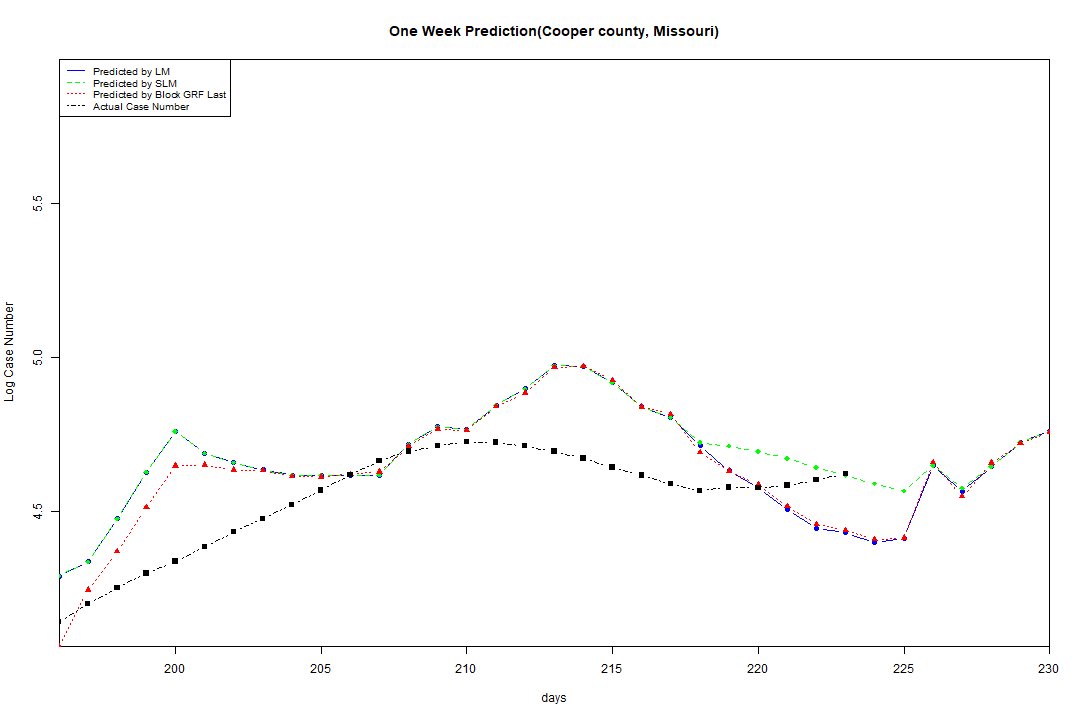 One Week Prediction(Cooper county, Missouri)
Predicted by LM
Predicted by SLM
Predicted by Block GRF Last
Actual Case Number
5.5
5.0
4.5
Log Case Number
200 205 210 215 220 225 230
days